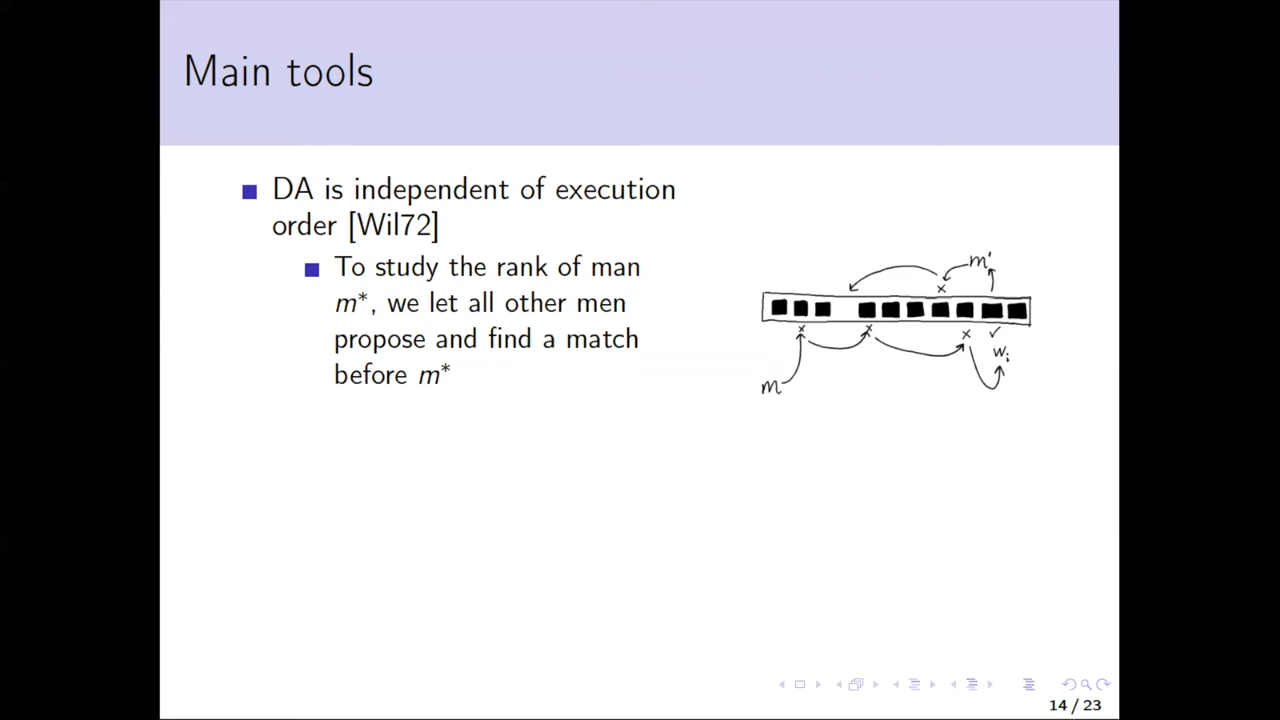 Main tools
DA is independent of execution
order [Wil72]
To study the rank of man
m*, we let all other men
propose and find a match
before m*
m'
x
x x x ✓
w_i
m
14 / 23